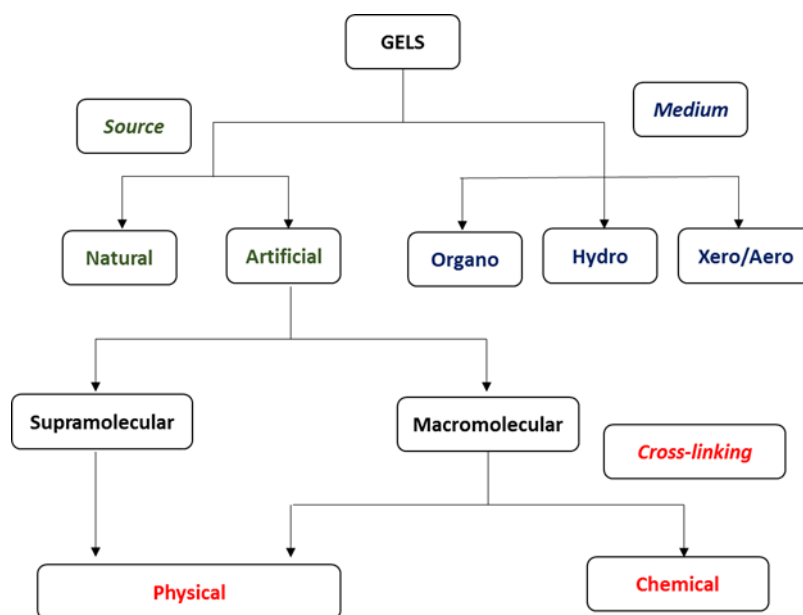 GELS
Source
Medium
Natural
Artificial
Organo
Hydro
Xero/Aero
Supramolecular
Macromolecular
Cross-linking
Physical
Chemical